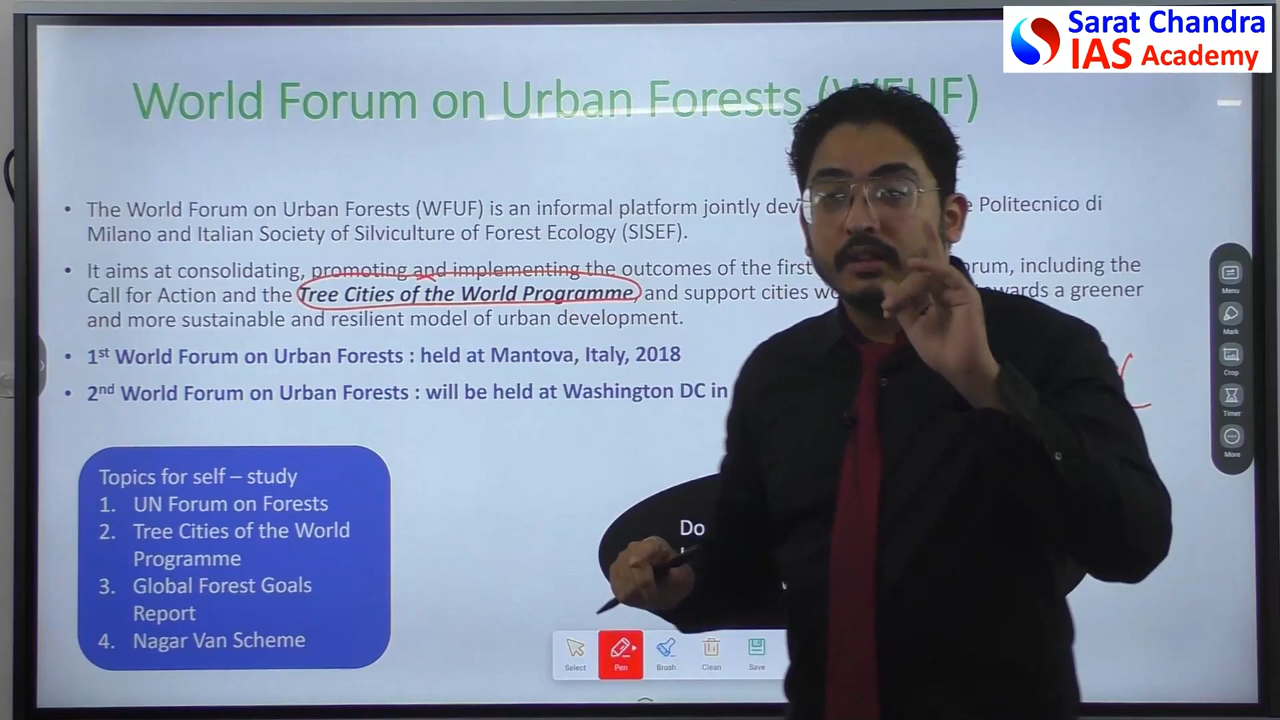 Sarat Chandra
IAS Academy
World Forum on Urban Forests (WFUF)
• The World Forum on Urban Forests (WFUF) is an informal platform jointly Politecnico di
Milano and Italian Society of Silviculture of Forest Ecology (SISEF).
• It aims at consolidating, promoting and implementing the outcomes of the first including the
Call for Action and the Tree Cities of the World Programme, and support cities towards a greener
and more sustainable and resilient model of urban development.
• 1st World Forum on Urban Forests : held at Mantova, Italy, 2018
• 2nd World Forum on Urban Forests : will be held at Washington DC in
Topics for self – study
1. UN Forum on Forests
2. Tree Cities of the World
Programme
3. Global Forest Goals
Report
4. Nagar Van Scheme
Do
Select Pen Brush Clean Save
Menu
Mark
Crop
Timer
More